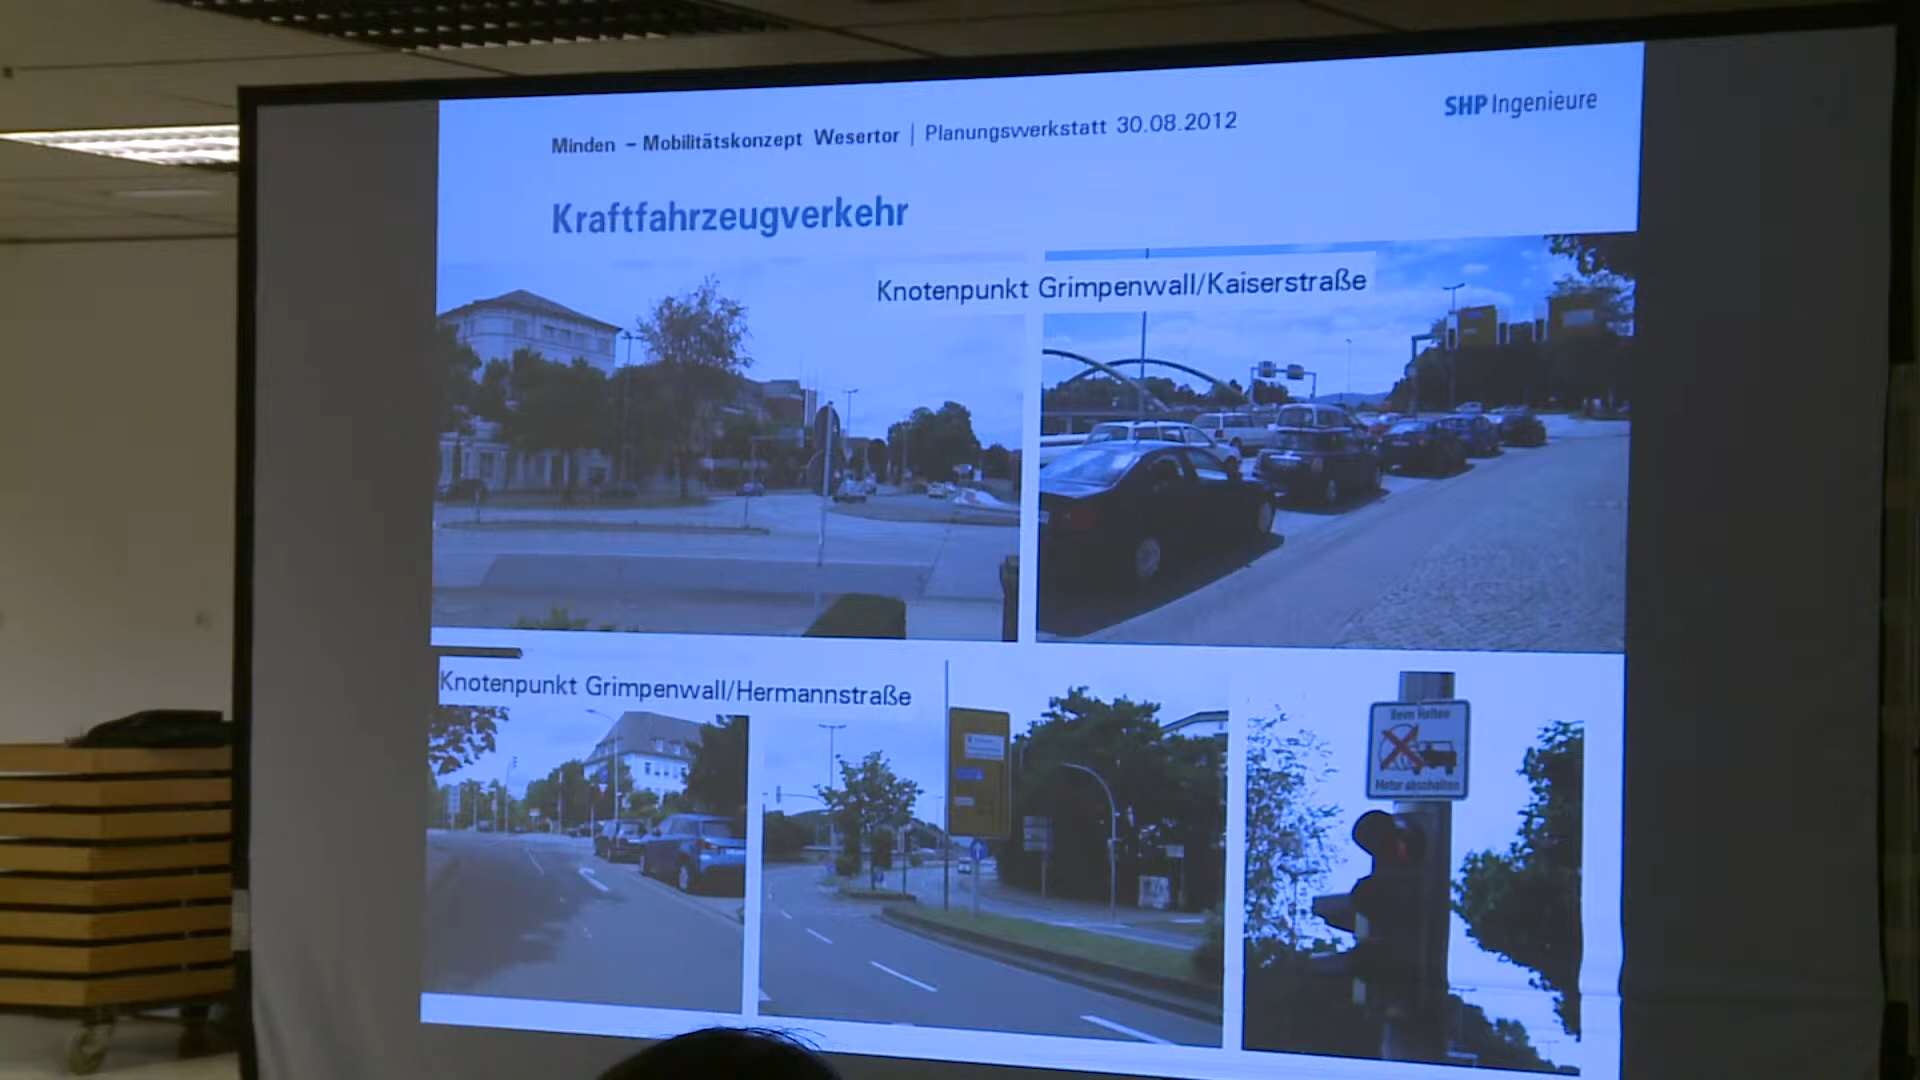 SHP Ingenieure
Minden – Mobilitätskonzept Wesertor | Planungswerkstatt 30.08.2012
Kraftfahrzeugverkehr
Knotenpunkt Grimpenwall/Kaiserstraße
Knotenpunkt Grimpenwall/Hermannstraße
Beim Halten
Motor abschalten